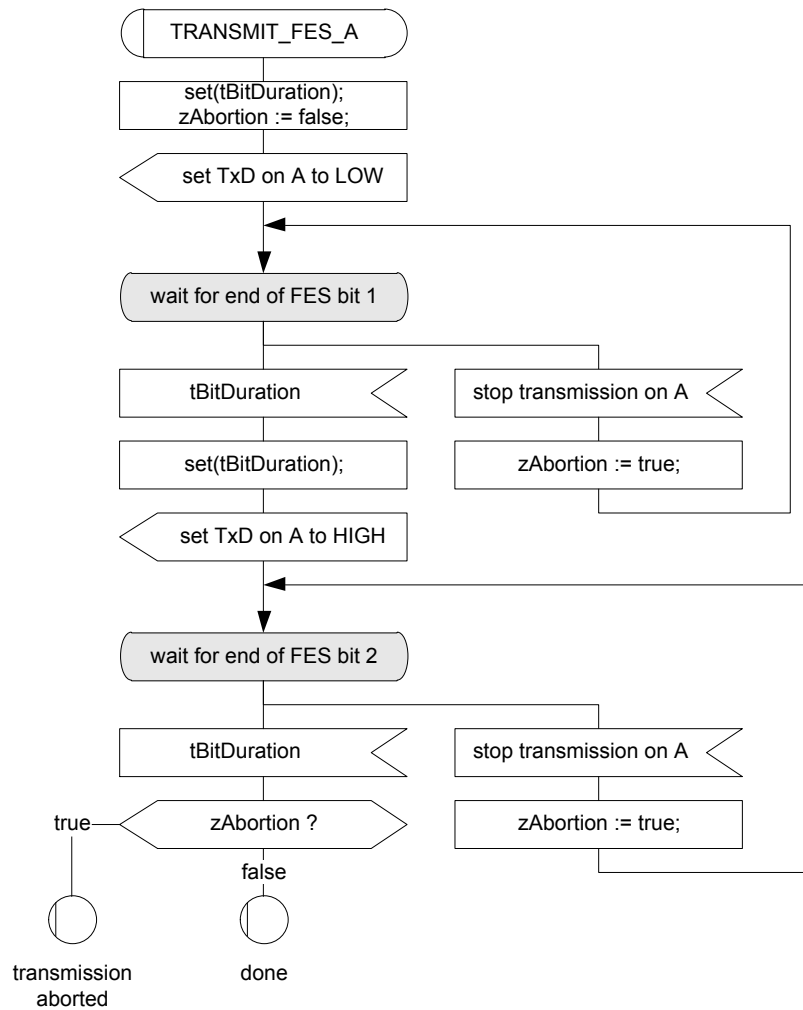 TRANSMIT_FES_A
set(tBitDuration);
zAbortion := false;
set TxD on A to LOW
wait for end of FES bit 1
tBitDuration
stop transmission on A
set(tBitDuration);
zAbortion := true;
set TxD on A to HIGH
wait for end of FES bit 2
tBitDuration
stop transmission on A
true
zAbortion ?
zAbortion := true;
false
transmission
aborted
done